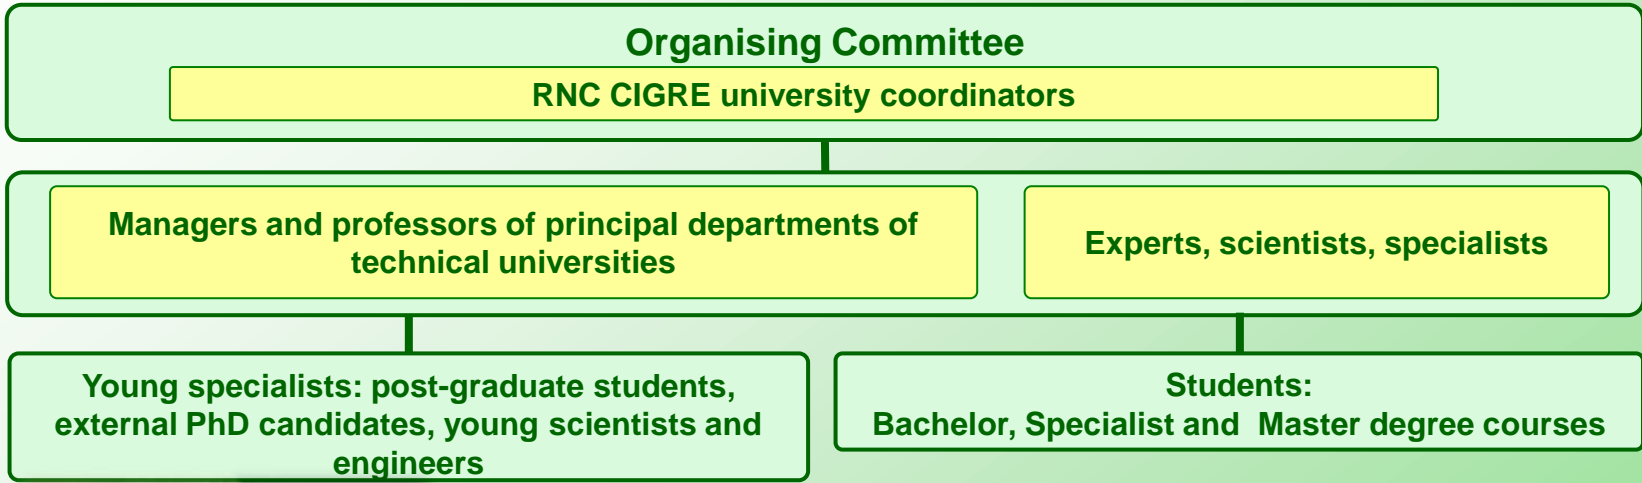 Organising Committee
RNC CIGRE university coordinators
Managers and professors of principal departments of
technical universities
Experts, scientists, specialists
Young specialists: post-graduate students,
external PhD candidates, young scientists and
engineers
Students:
Bachelor, Specialist and  Master degree courses